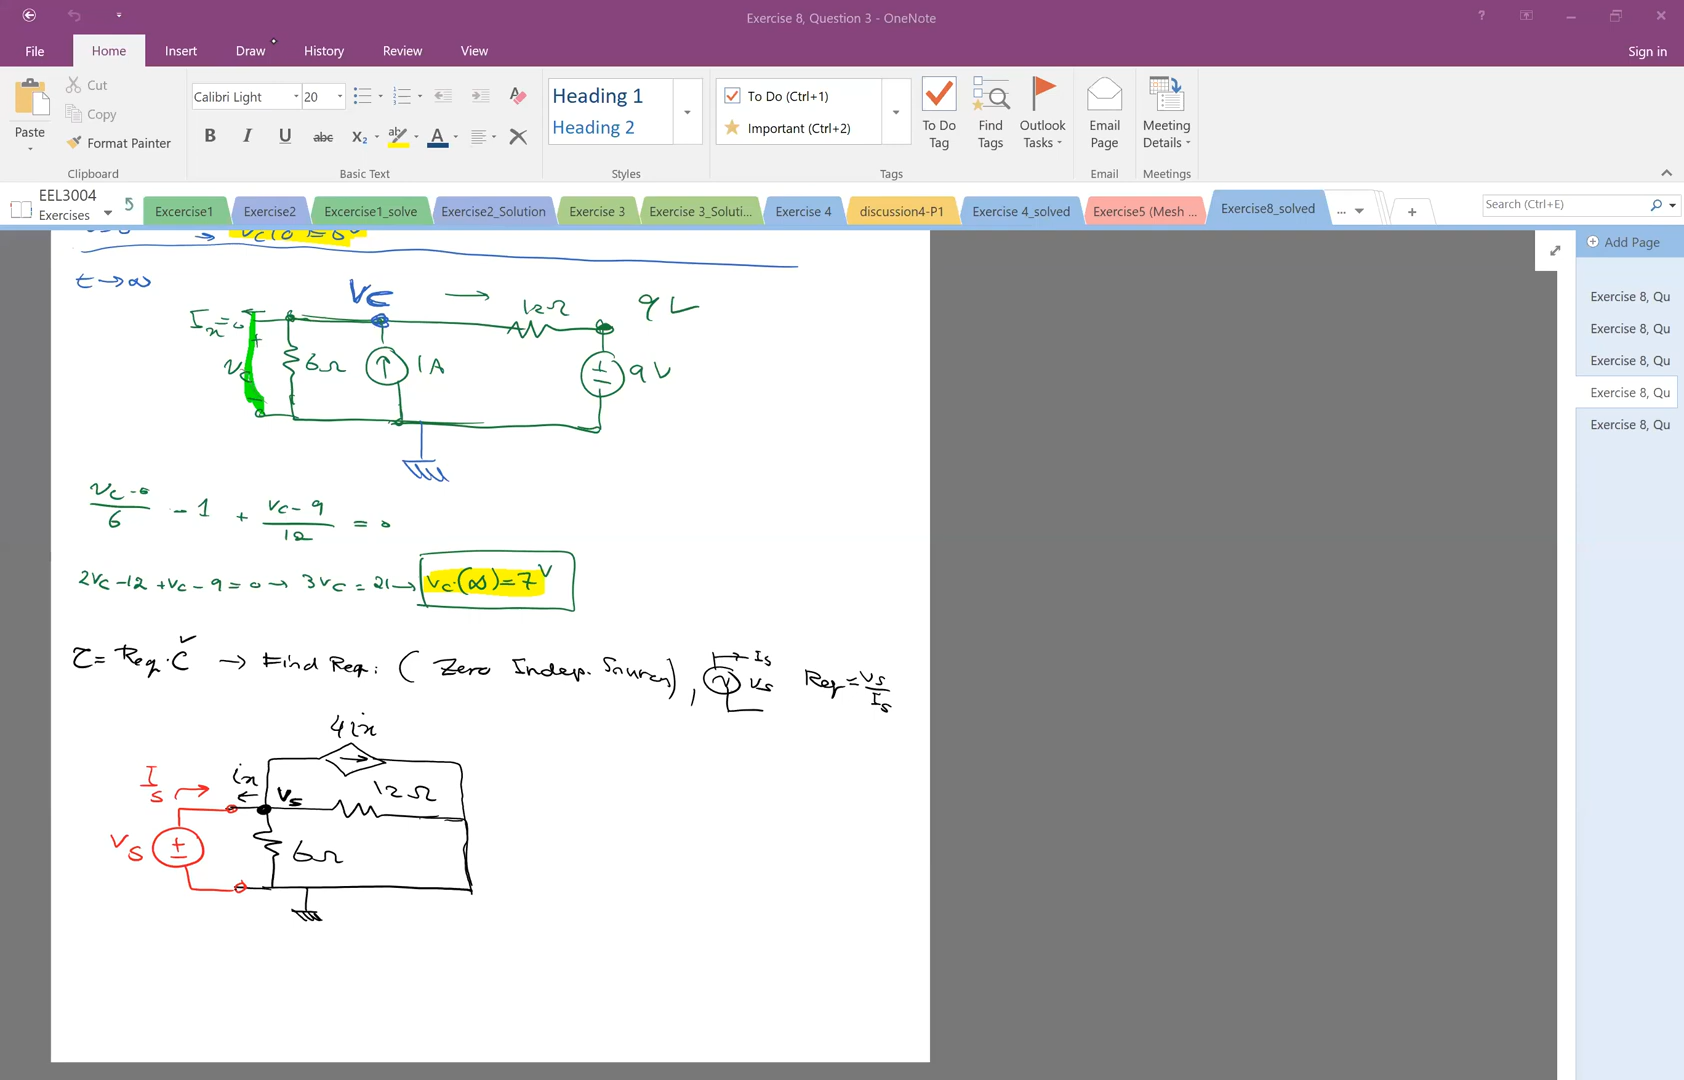 Exercise 8, Question 3 - OneNote
?
File Home Insert Draw History Review View Sign in
Paste
Cut
Copy
Format Painter
Clipboard
Calibri Light 20
B I U abc X₂ A
Basic Text
Heading 1
Heading 2
Styles
To Do (Ctrl+1)
Important (Ctrl+2)
To Do Tag
Find Tags
Outlook Tasks
Tags
Email Page
Email
Meeting Details
Meetings
EEL3004
Exercises
Excercise1 Exercise2 Excercise1_solve Exercise2_Solution Exercise 3 Exercise 3_Soluti... Exercise 4 discussion4-P1 Exercise 4_solved Exercise5 (Mesh ... Exercise8_solved ... +
Search (Ctrl+E)
Add Page
Exercise 8, Qu
Exercise 8, Qu
Exercise 8, Qu
Exercise 8, Qu
Exercise 8, Qu
t→∞
Vc → 12Ω 9V
Ix=0
+
Vc
-
6Ω 1A 9V
(Vc-0)/6 - 1 + (Vc-9)/12 = 0
2Vc-12+Vc-9=0 → 3Vc=21 → Vc(∞)=7V
τ= Req.C → Find Req: (Zero Indep. Sources), Is Vs Req=Vs/Is
4ix
Is ix Vs 12Ω
Vs 6Ω